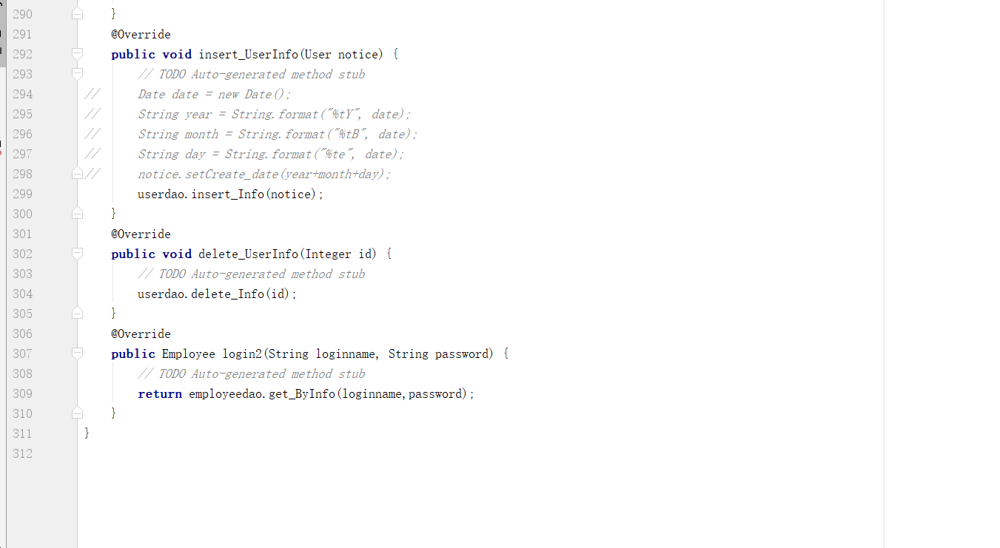 290 }
291 @Override
292 public void insert_UserInfo(User notice) {
293 // TODO Auto-generated method stub
294 // Date date = new Date();
295 // String year = String.format("%tY", date);
296 // String month = String.format("%tB", date);
297 // String day = String.format("%te", date);
298 // notice.setCreate_date(year+month+day);
299 userdao.insert_Info(notice);
300 }
301 @Override
302 public void delete_UserInfo(Integer id) {
303 // TODO Auto-generated method stub
304 userdao.delete_Info(id);
305 }
306 @Override
307 public Employee login2(String loginname, String password) {
308 // TODO Auto-generated method stub
309 return employeedao.get_ByInfo(loginname,password);
310 }
311 }
312